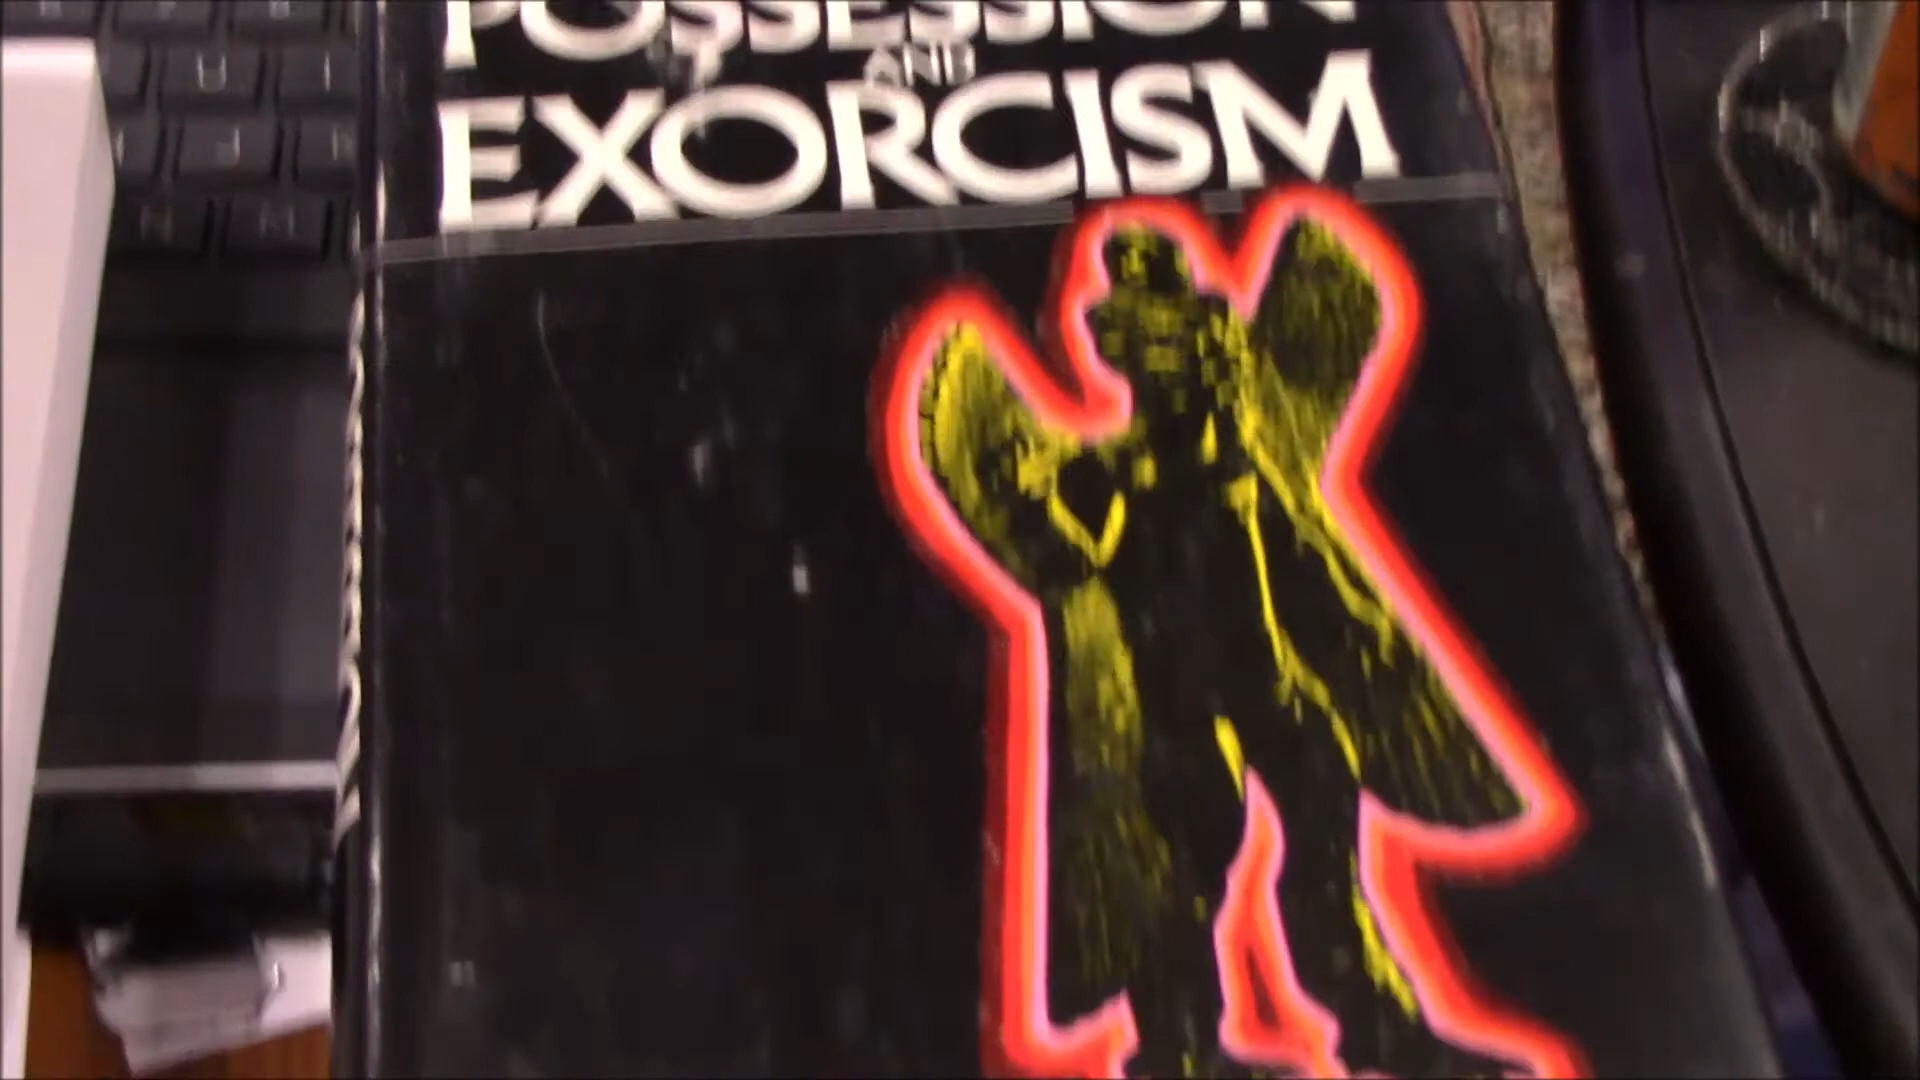 POSSESSION
AND
EXORCISM
U I
J
N M